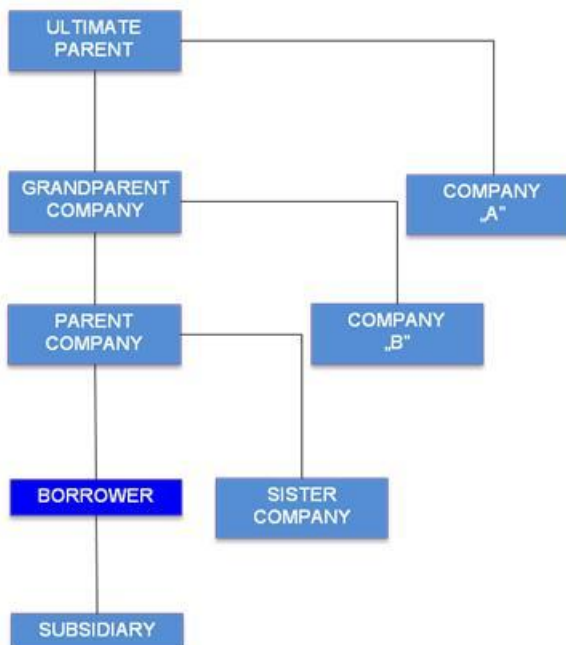 ULTIMATE
PARENT
GRANDPARENT
COMPANY
COMPANY
„A"
PARENT
COMPANY
COMPANY
„B"
BORROWER
SISTER
COMPANY
SUBSIDIARY